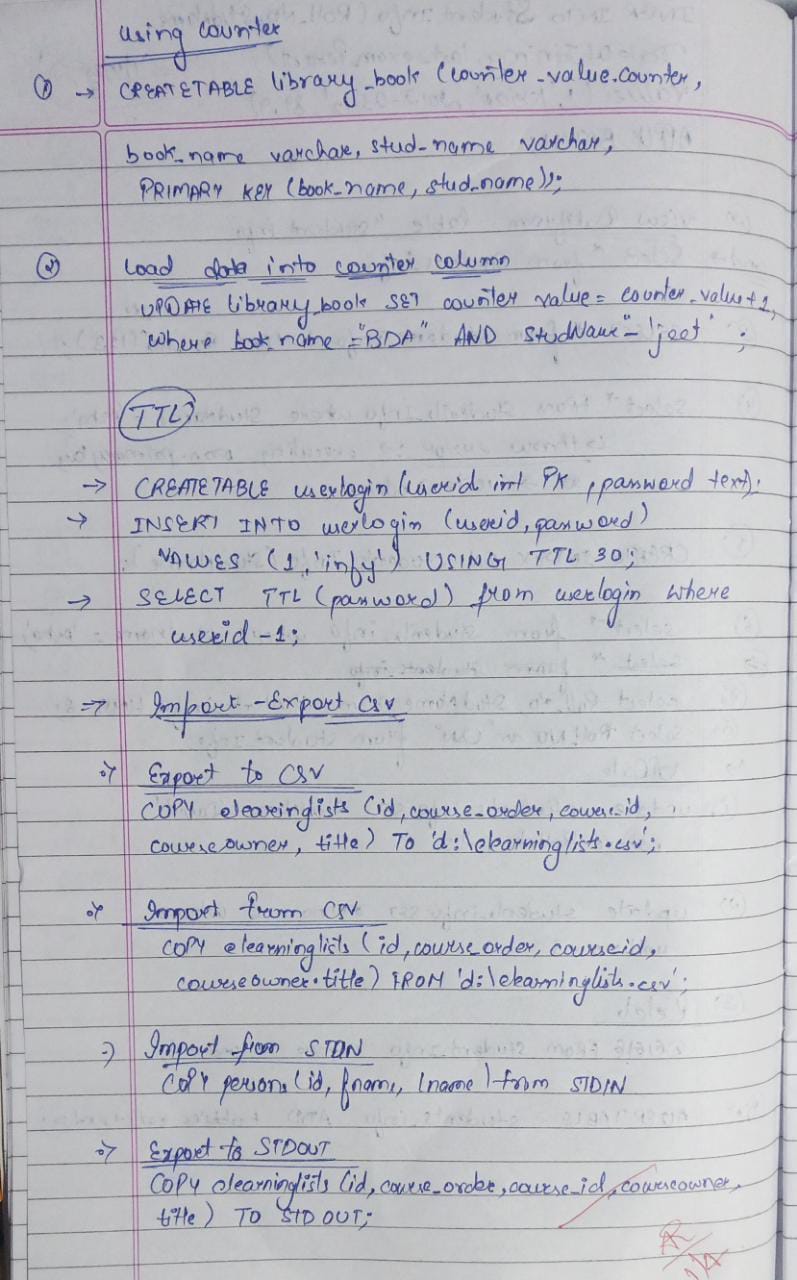 using counter
① → CREATETABLE library_book (counter_value.counter,
book_name varchar, stud_name varchar,
PRIMARY KEY (book_name, stud_name));
② Load data into counter column
UPDATE library_book SET counter value = counter_value + 1,
where book_name = "BDA" AND StudName = 'jeet' ;
TTL
→ CREATETABLE userlogin (userid int PK , password text);
→ INSERT INTO userlogin (userid, password)
VALUES (1, 'infy') USING TTL 30;
→ SELECT TTL (password) from userlogin where
userid -1;
⇒ Import - Export CSV
Export to CSV
COPY elearninglists (id, course_order, course_id,
courseowner, title) To 'd:\elearninglists.csv';
Import from CSV
COPY elearninglists (id, course_order, courseid,
courseowner.title) FROM 'd:\elearninglists.csv';
Import from STDN
COPY persons (id, fname, lname) from STDIN
Export to STDOUT
COPY elearninglists (id, course_order, course_id, courseowner,
title) TO STD OUT;